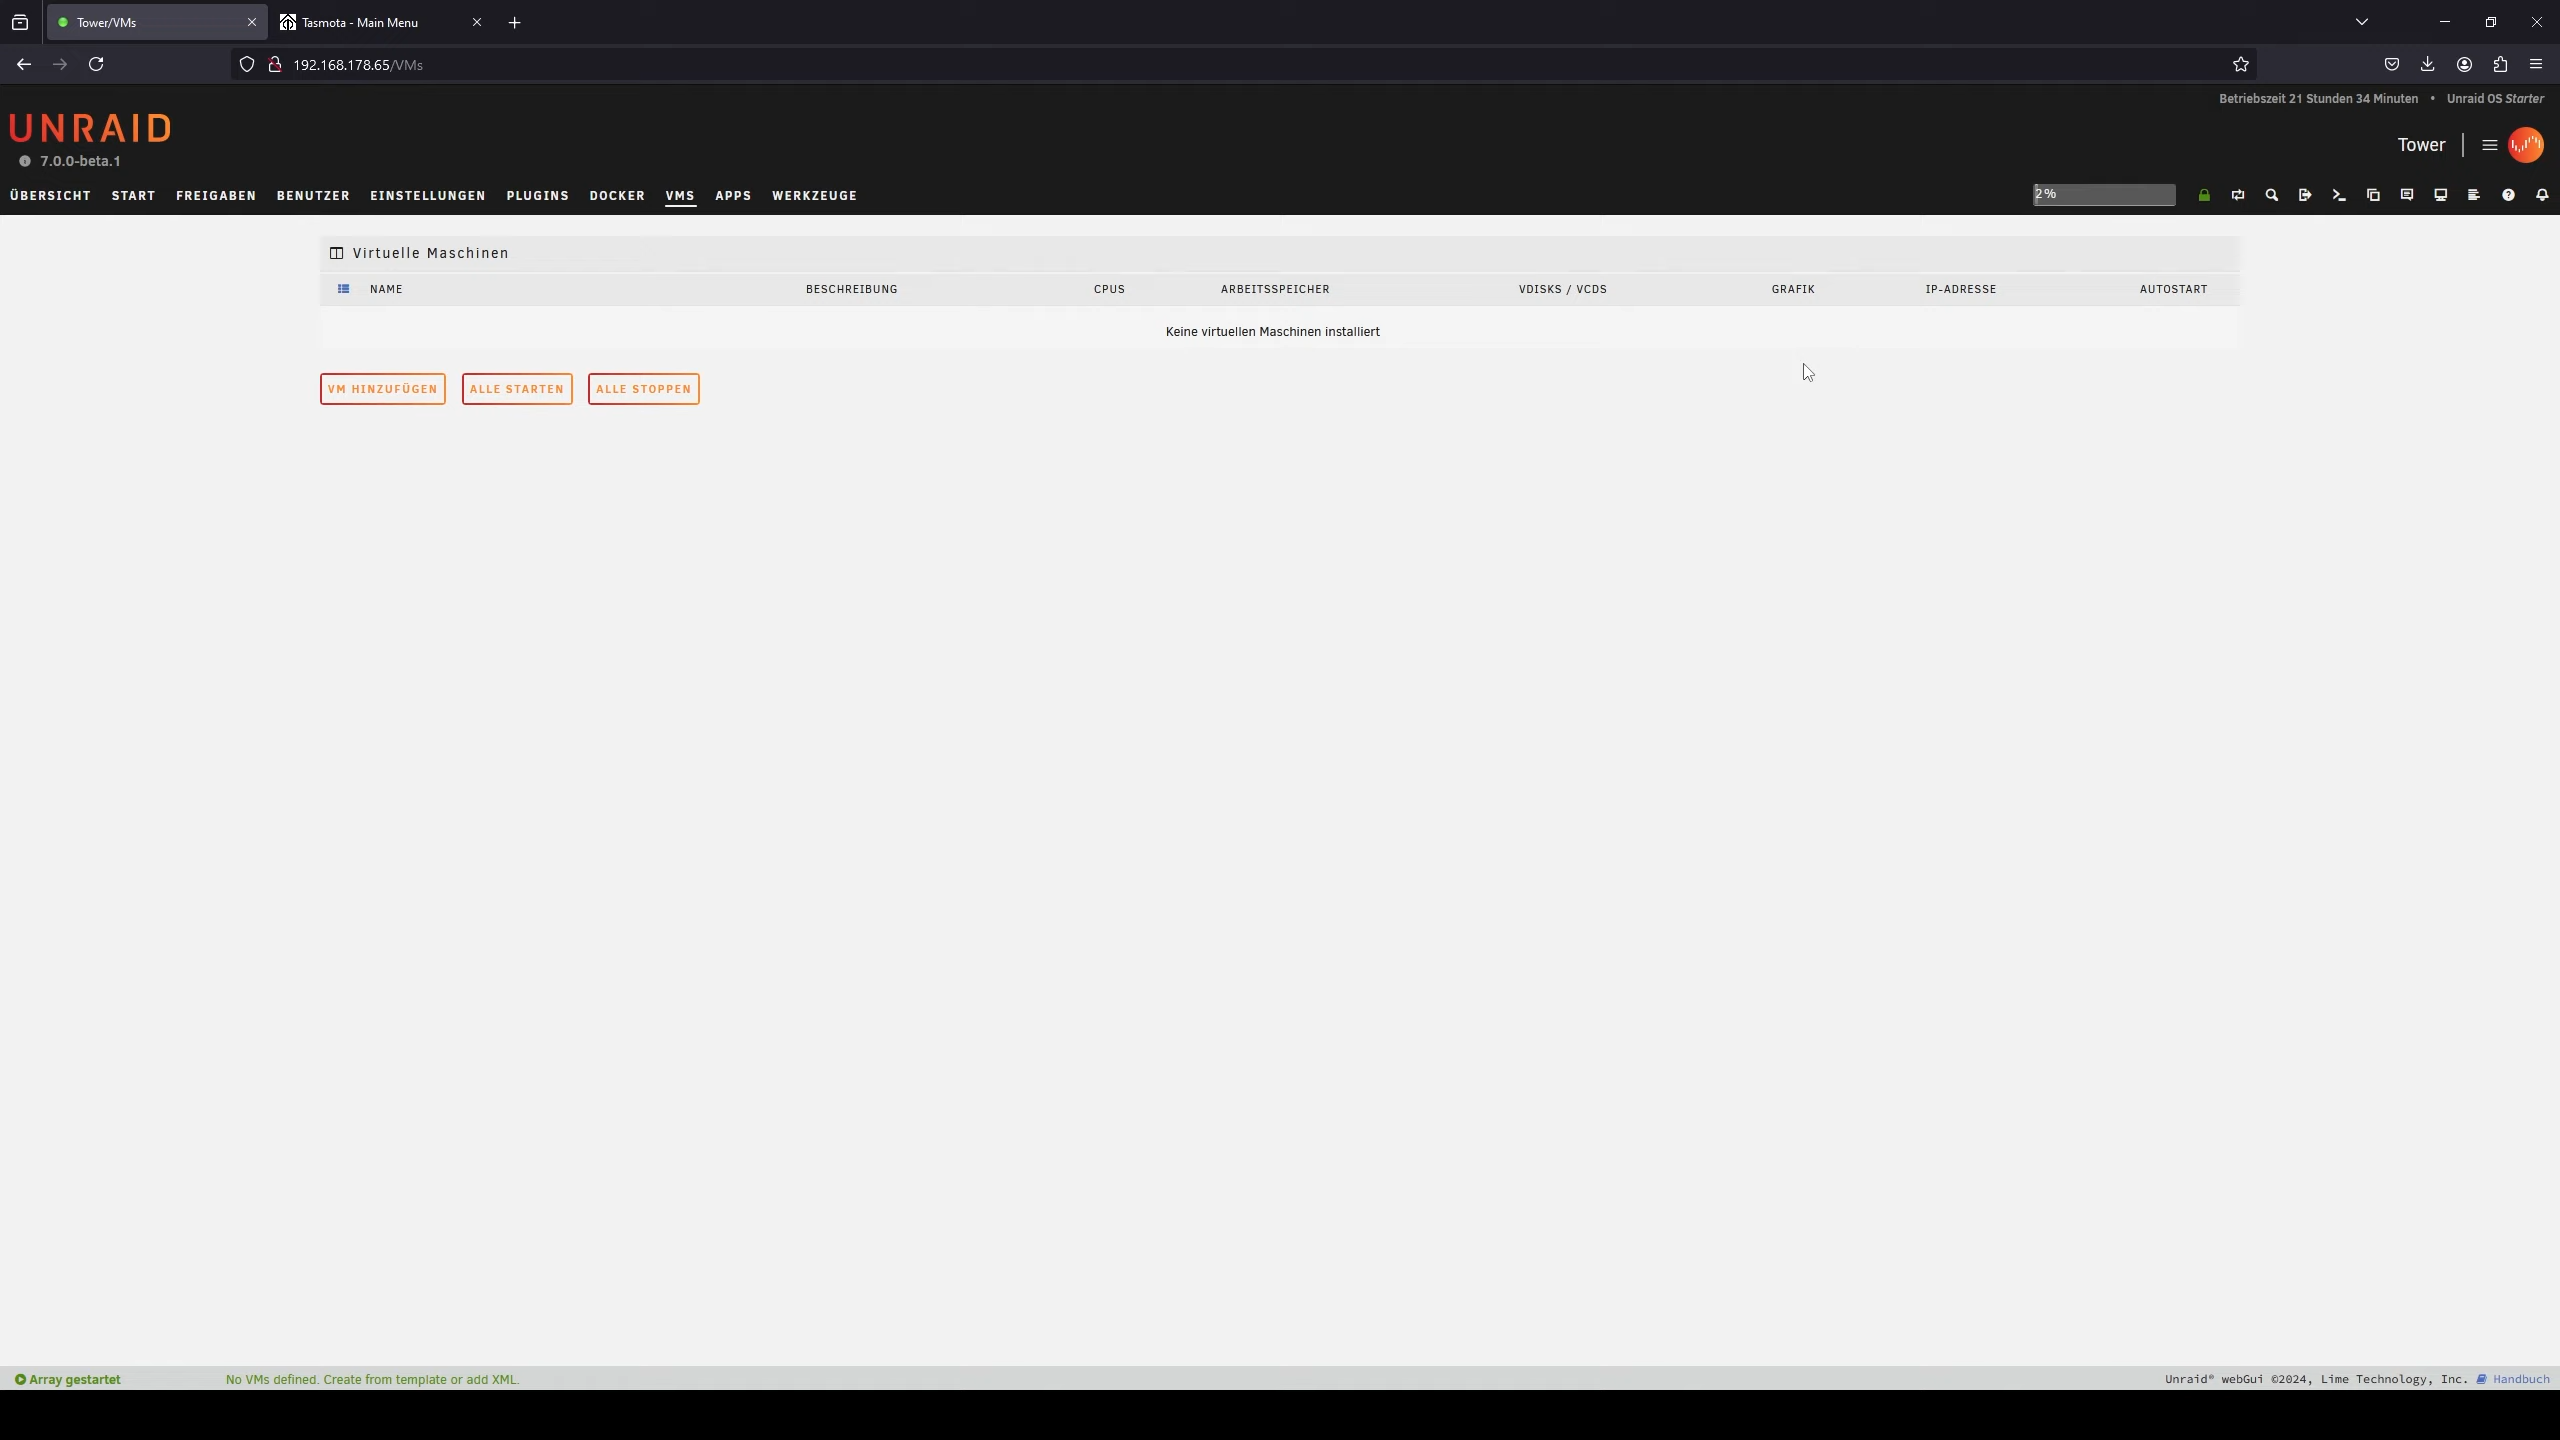 Tower/VMs
Tasmota - Main Menu
192.168.178.65/VMs
Betriebszeit 21 Stunden 34 Minuten • Unraid OS Starter
UNRAID
7.0.0-beta.1
Tower
ÜBERSICHT START FREIGABEN BENUTZER EINSTELLUNGEN PLUGINS DOCKER VMS APPS WERKZEUGE
2%
Virtuelle Maschinen
NAME BESCHREIBUNG CPUS ARBEITSSPEICHER VDISKS / VCDS GRAFIK IP-ADRESSE AUTOSTART
Keine virtuellen Maschinen installiert
VM HINZUFÜGEN ALLE STARTEN ALLE STOPPEN
Array gestartet No VMs defined. Create from template or add XML. Unraid® webGui ©2024, Lime Technology, Inc. Handbuch